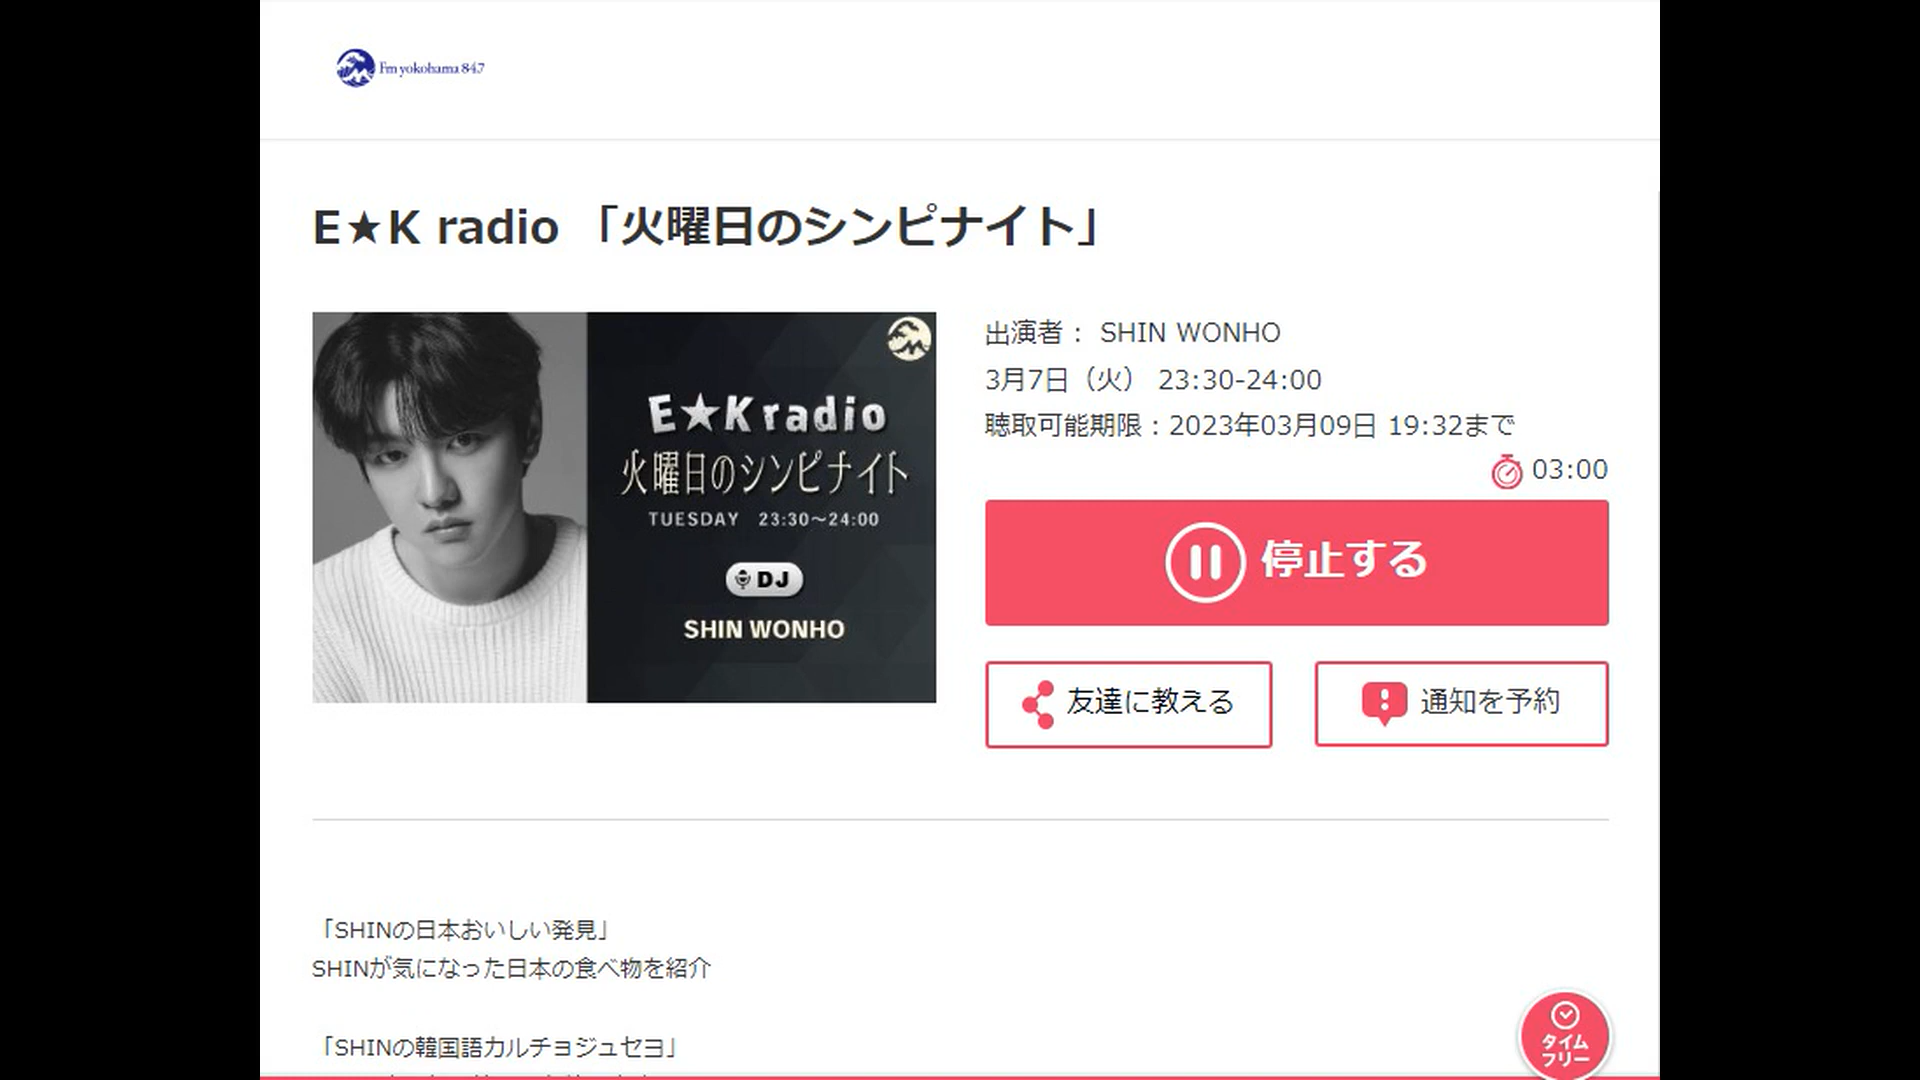 Fm yokohama 84.7
E★K radio 「火曜日のシンピナイト」
E★K radio
火曜日のシンピナイト
TUESDAY 23:30〜24:00
DJ
SHIN WONHO
出演者： SHIN WONHO
3月7日（火） 23:30-24:00
聴取可能期限：2023年03月09日 19:32まで
03:00
停止する
友達に教える
通知を予約
「SHINの日本おいしい発見」
SHINが気になった日本の食べ物を紹介
「SHINの韓国語カルチョジュセヨ」
タイム
フリー